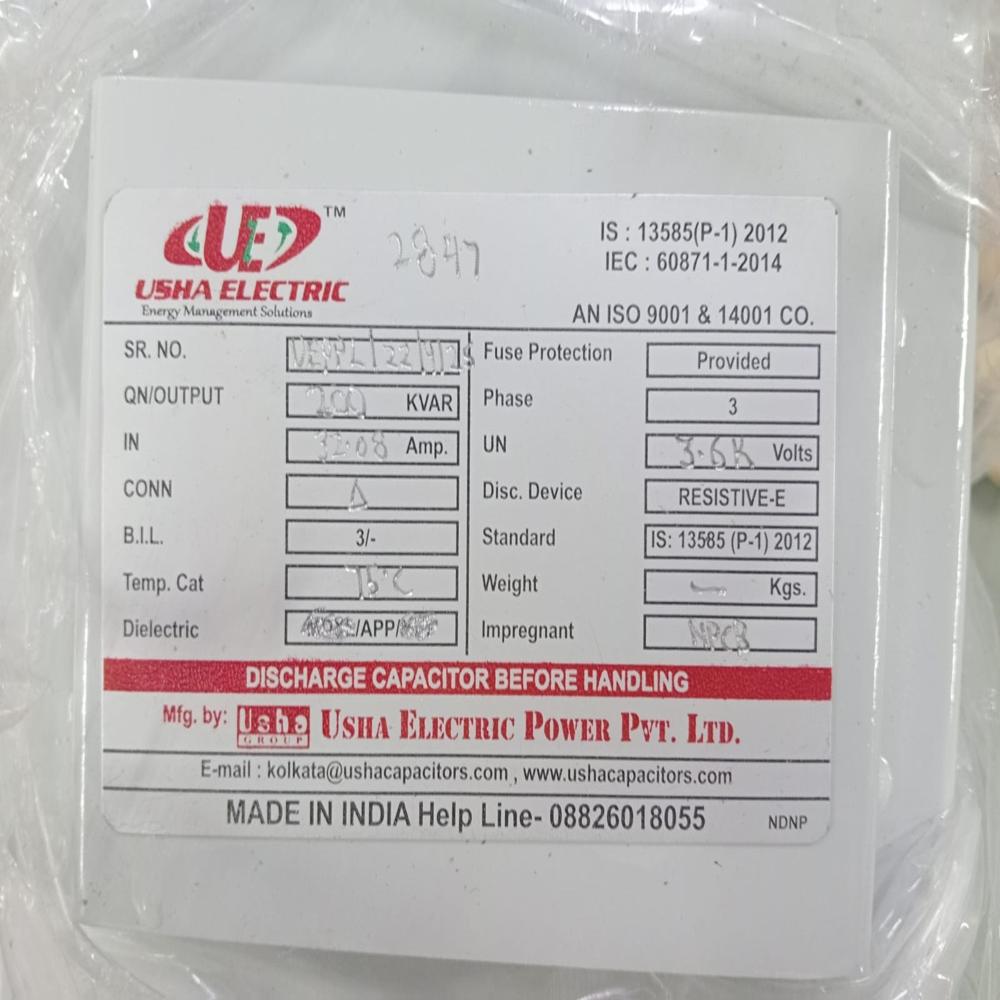 UE TM
2847
USHA ELECTRIC
Energy Management Solutions
IS : 13585(P-1) 2012
IEC : 60871-1-2014
AN ISO 9001 & 14001 CO.
SR. NO.
QN/OUTPUT 200 KVAR
IN 32.08 Amp.
CONN Δ
B.I.L. 3/-
Temp. Cat
Dielectric /APP/
Fuse Protection Provided
Phase 3
UN 3.6K Volts
Disc. Device RESISTIVE-E
Standard IS: 13585 (P-1) 2012
Weight — Kgs.
Impregnant NPCB
DISCHARGE CAPACITOR BEFORE HANDLING
Mfg. by: Usha GROUP USHA ELECTRIC POWER PVT. LTD.
E-mail : kolkata@ushacapacitors.com , www.ushacapacitors.com
MADE IN INDIA Help Line- 08826018055 NDNP